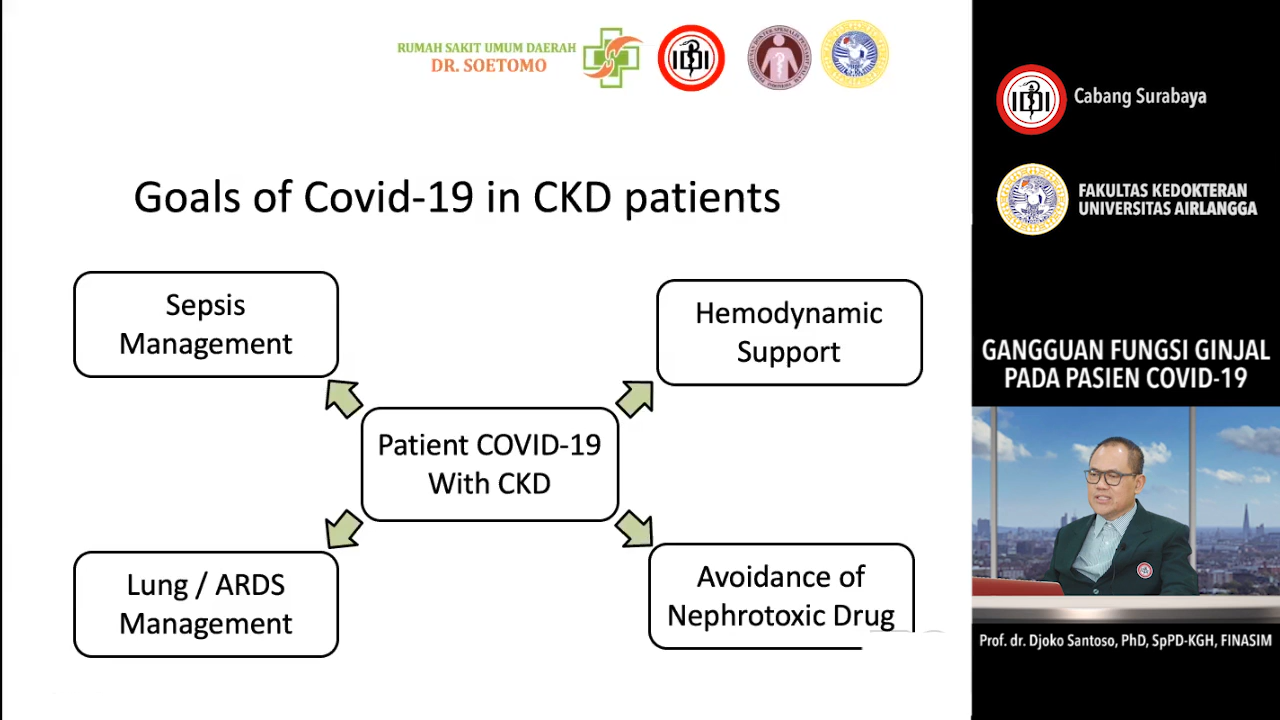 RUMAH SAKIT UMUM DAERAH
DR. SOETOMO
IDI
Goals of Covid-19 in CKD patients
Sepsis
Management
Hemodynamic
Support
Patient COVID-19
With CKD
Lung / ARDS
Management
Avoidance of
Nephrotoxic Drug
IDI
Cabang Surabaya
FAKULTAS KEDOKTERAN
UNIVERSITAS AIRLANGGA
GANGGUAN FUNGSI GINJAL
PADA PASIEN COVID-19
Prof. dr. Djoko Santoso, PhD, SpPD-KGH, FINASIM